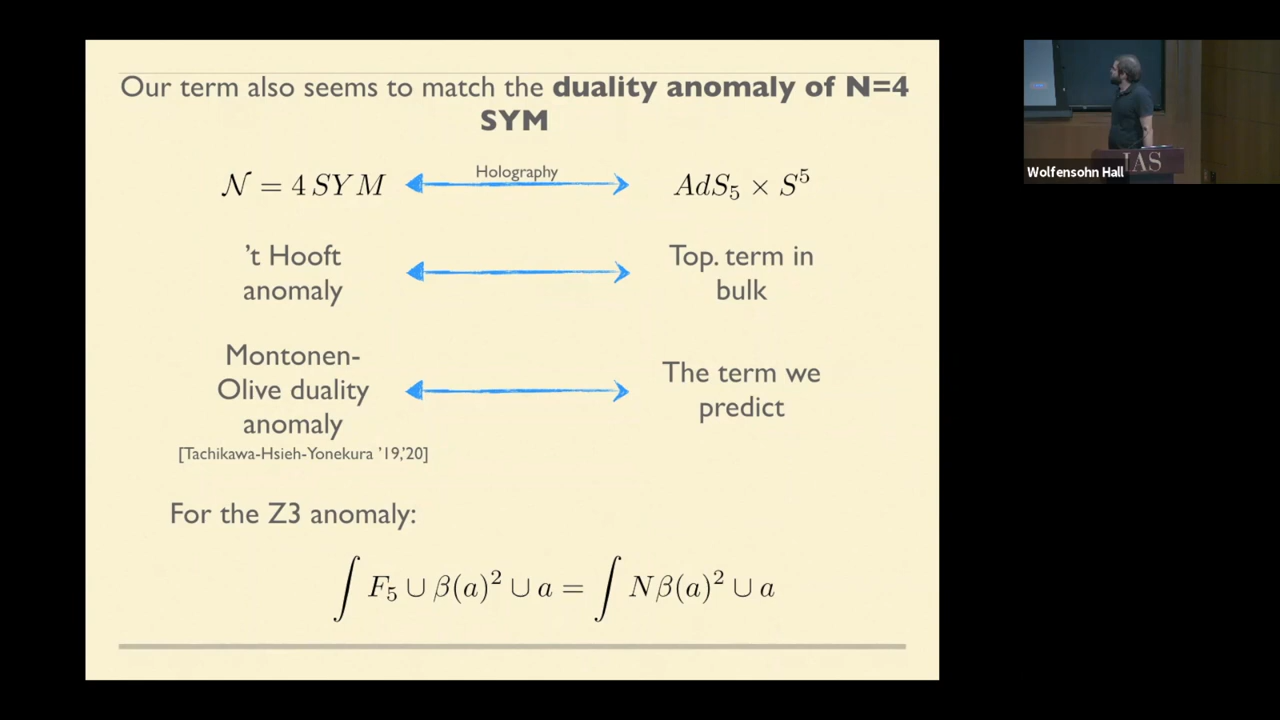 Our term also seems to match the duality anomaly of N=4
SYM
𝒩 = 4 SYM
Holography
AdS₅ × S⁵
't Hooft
anomaly
Top. term in
bulk
Montonen-
Olive duality
anomaly
[Tachikawa-Hsieh-Yonekura '19,'20]
The term we
predict
For the Z3 anomaly:
∫ F₅ ∪ β(a)² ∪ a = ∫ Nβ(a)² ∪ a
IAS
Wolfensohn Hall